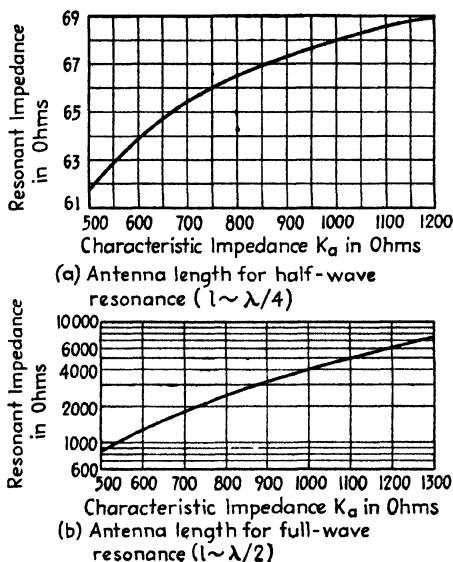 Resonant Impedance
in Ohms
69
67
65
63
61
500 600 700 800 900 1000 1100 1200
Characteristic Impedance Ka in Ohms
(a) Antenna length for half-wave
resonance ( l ~ λ/4)
Resonant Impedance
in Ohms
10000
6000
4000
2000
1000
600
500 600 700 800 900 1000 1100 1200 1300
Characteristic Impedance Ka in Ohms
(b) Antenna length for full-wave
resonance ( l ~ λ/2)